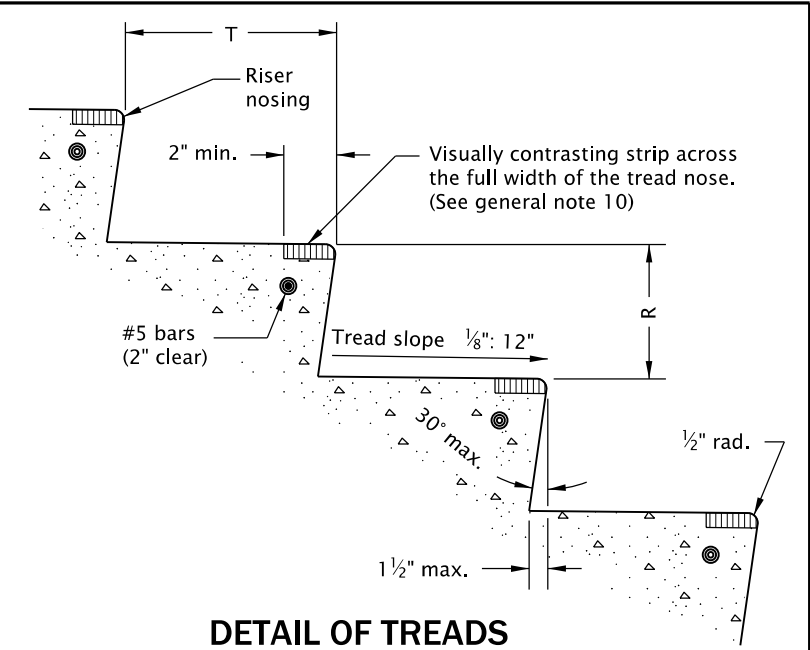 T
Riser
nosing
2" min.
Visually contrasting strip across
the full width of the tread nose.
(See general note 10)
R
#5 bars
(2" clear)
Tread slope ⅛": 12"
30° max.
½" rad.
1½" max.
DETAIL OF TREADS